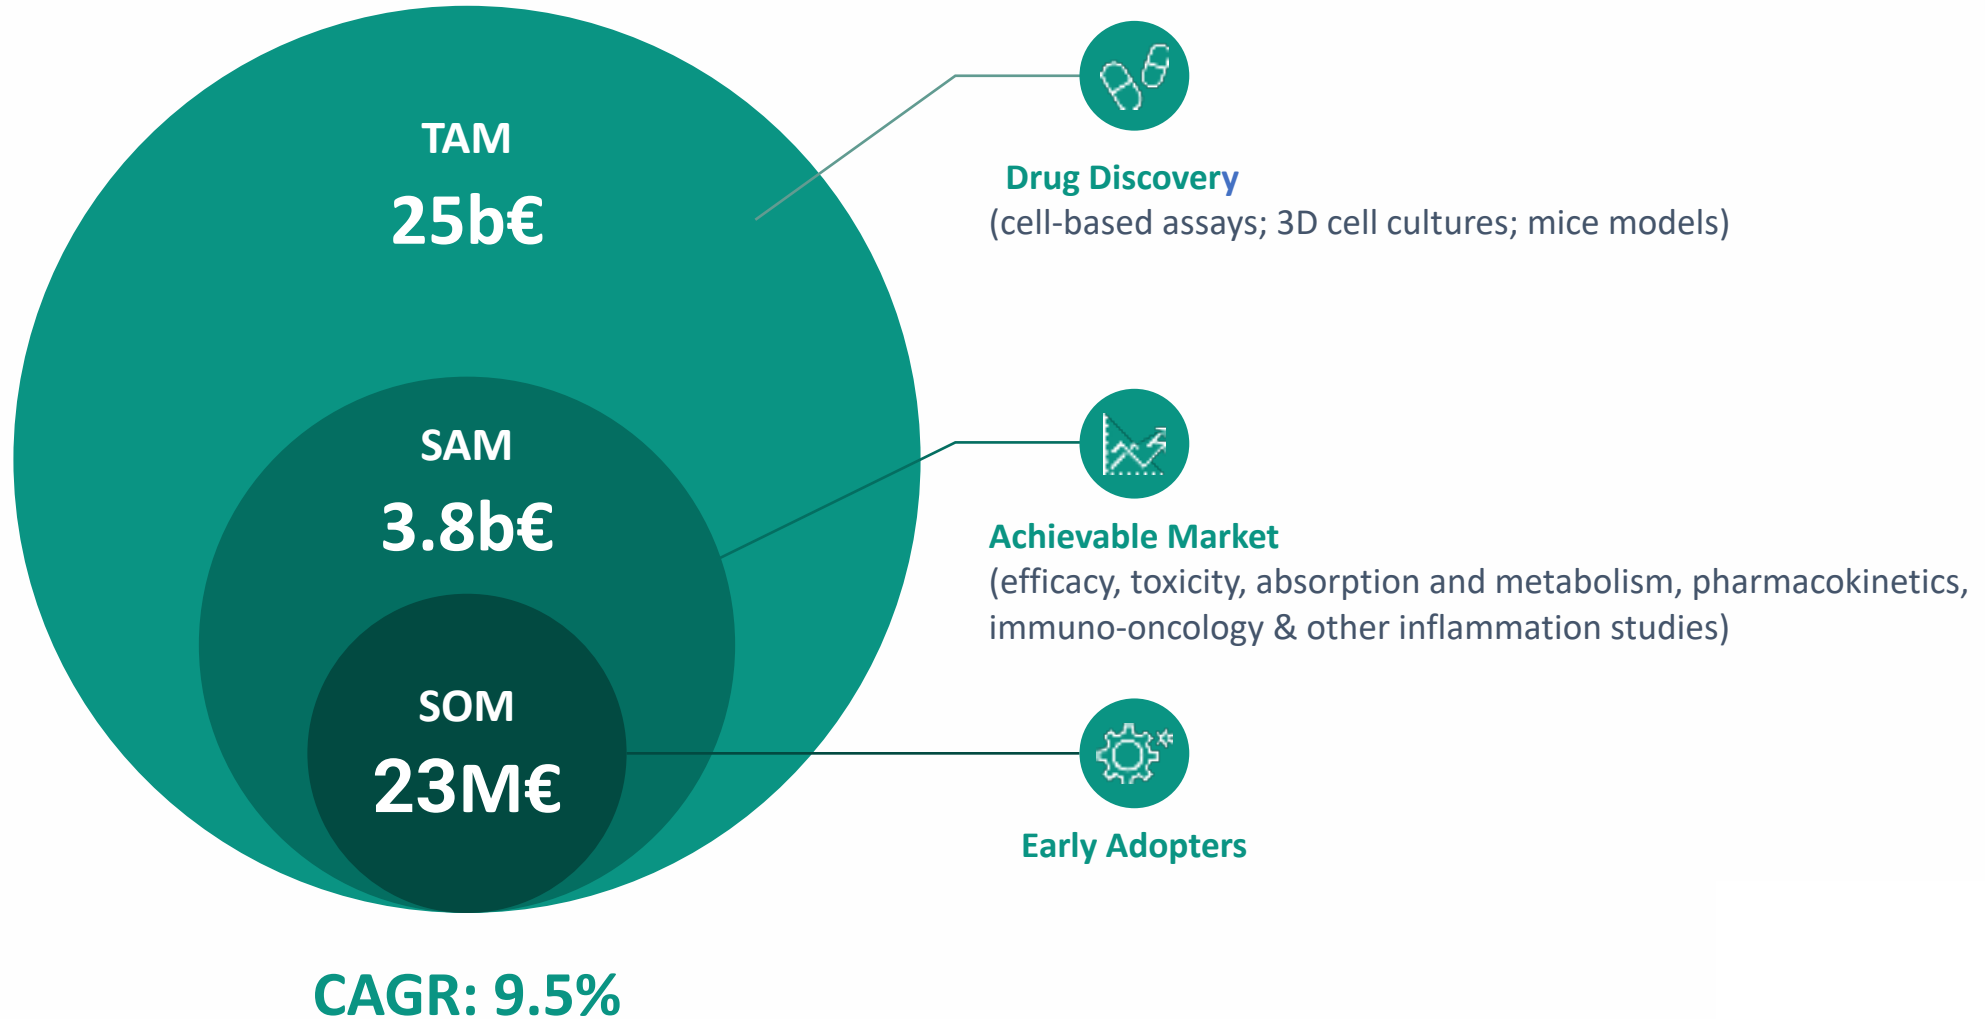 TAM
25b€
Drug Discovery
(cell-based assays; 3D cell cultures; mice models)
SAM
3.8b€
Achievable Market
(efficacy, toxicity, absorption and metabolism, pharmacokinetics,
immuno-oncology & other inflammation studies)
SOM
23M€
Early Adopters
CAGR: 9.5%